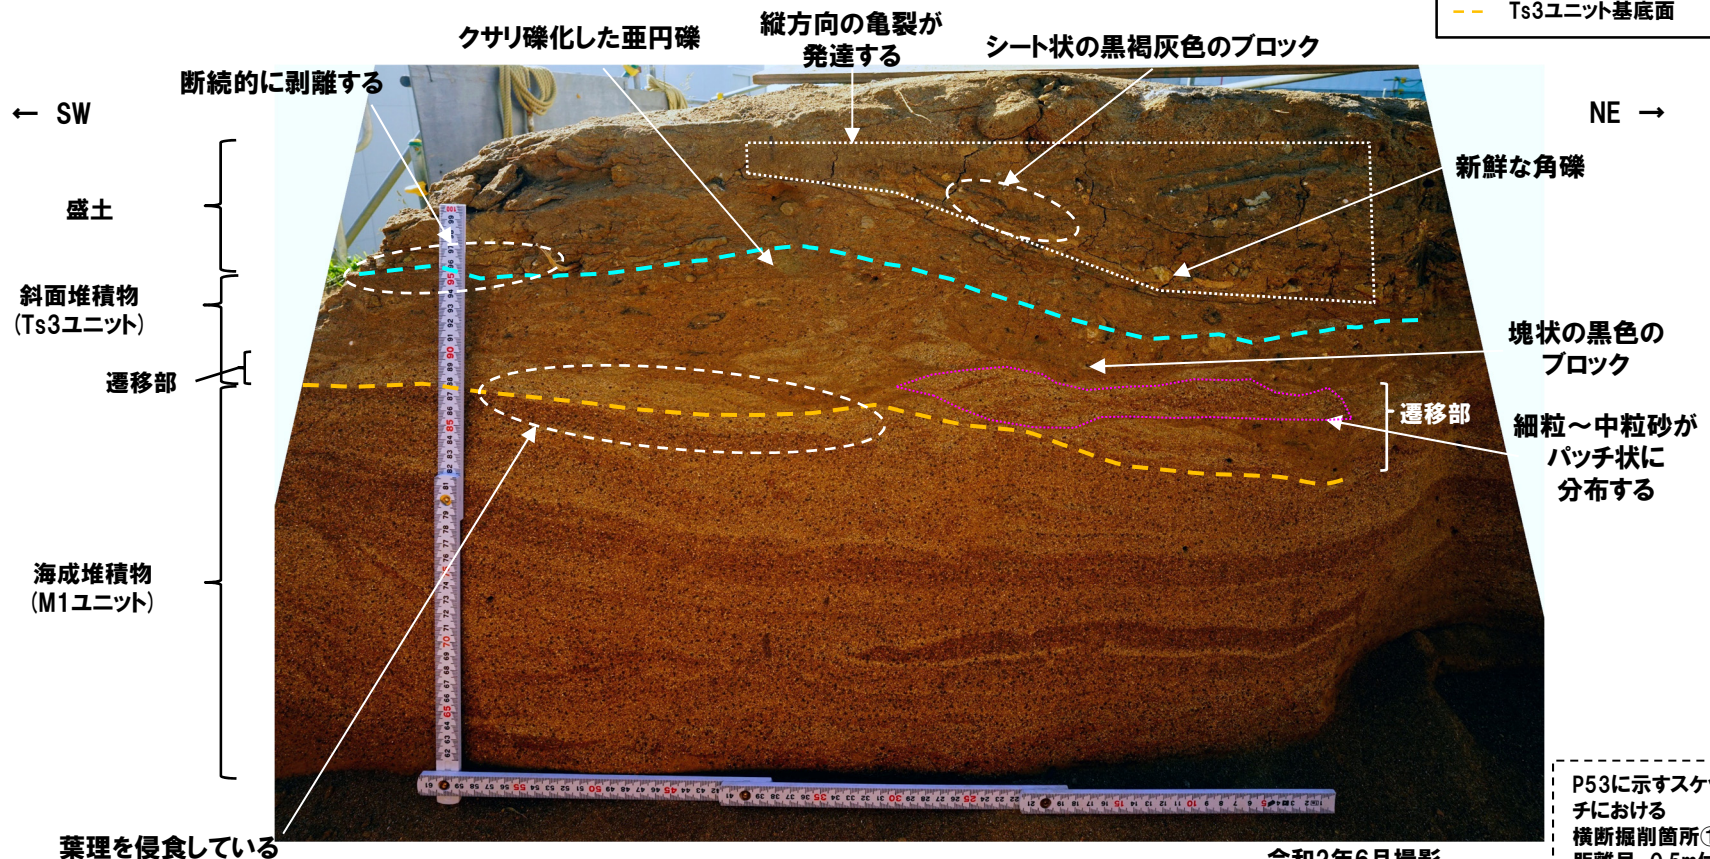 Ts3ユニット基底面
クサリ礫化した亜円礫
縦方向の亀裂が
発達する
シート状の黒褐灰色のブロック
断続的に剥離する
← SW
NE →
新鮮な角礫
盛土
斜面堆積物
(Ts3ユニット)
遷移部
塊状の黒色の
ブロック
遷移部
細粒～中粒砂が
パッチ状に
分布する
海成堆積物
(M1ユニット)
葉理を侵食している
P53に示すスケッ
チにおける
横断掘削箇所①